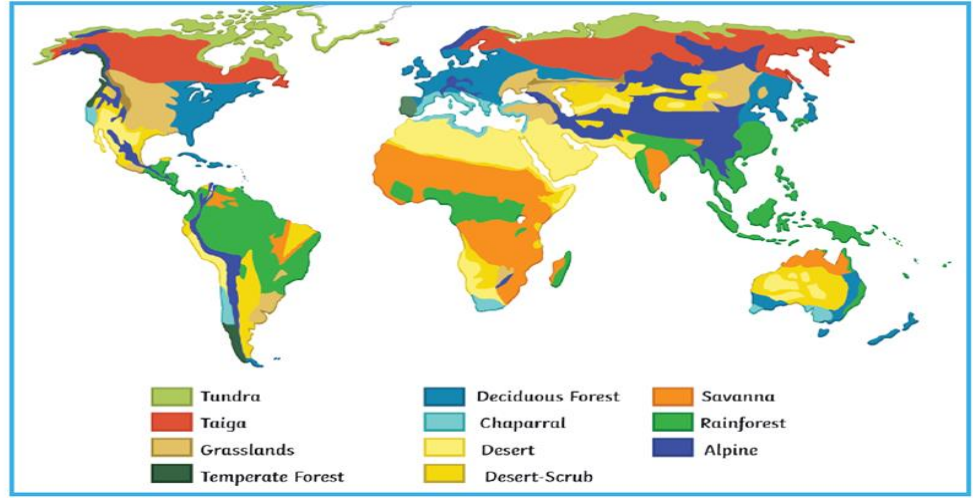 Tundra
Taiga
Grasslands
Temperate Forest
Deciduous Forest
Chaparral
Desert
Desert-Scrub
Savanna
Rainforest
Alpine